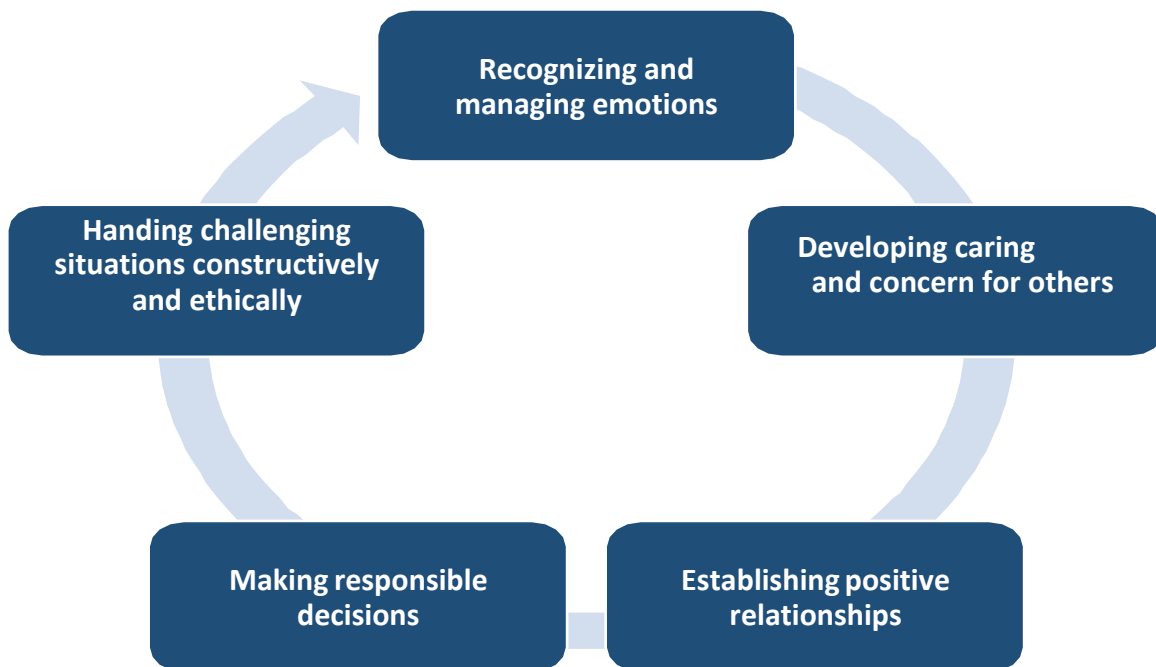 Recognizing and
managing emotions
Developing caring
and concern for others
Establishing positive
relationships
Making responsible
decisions
Handing challenging
situations constructively
and ethically